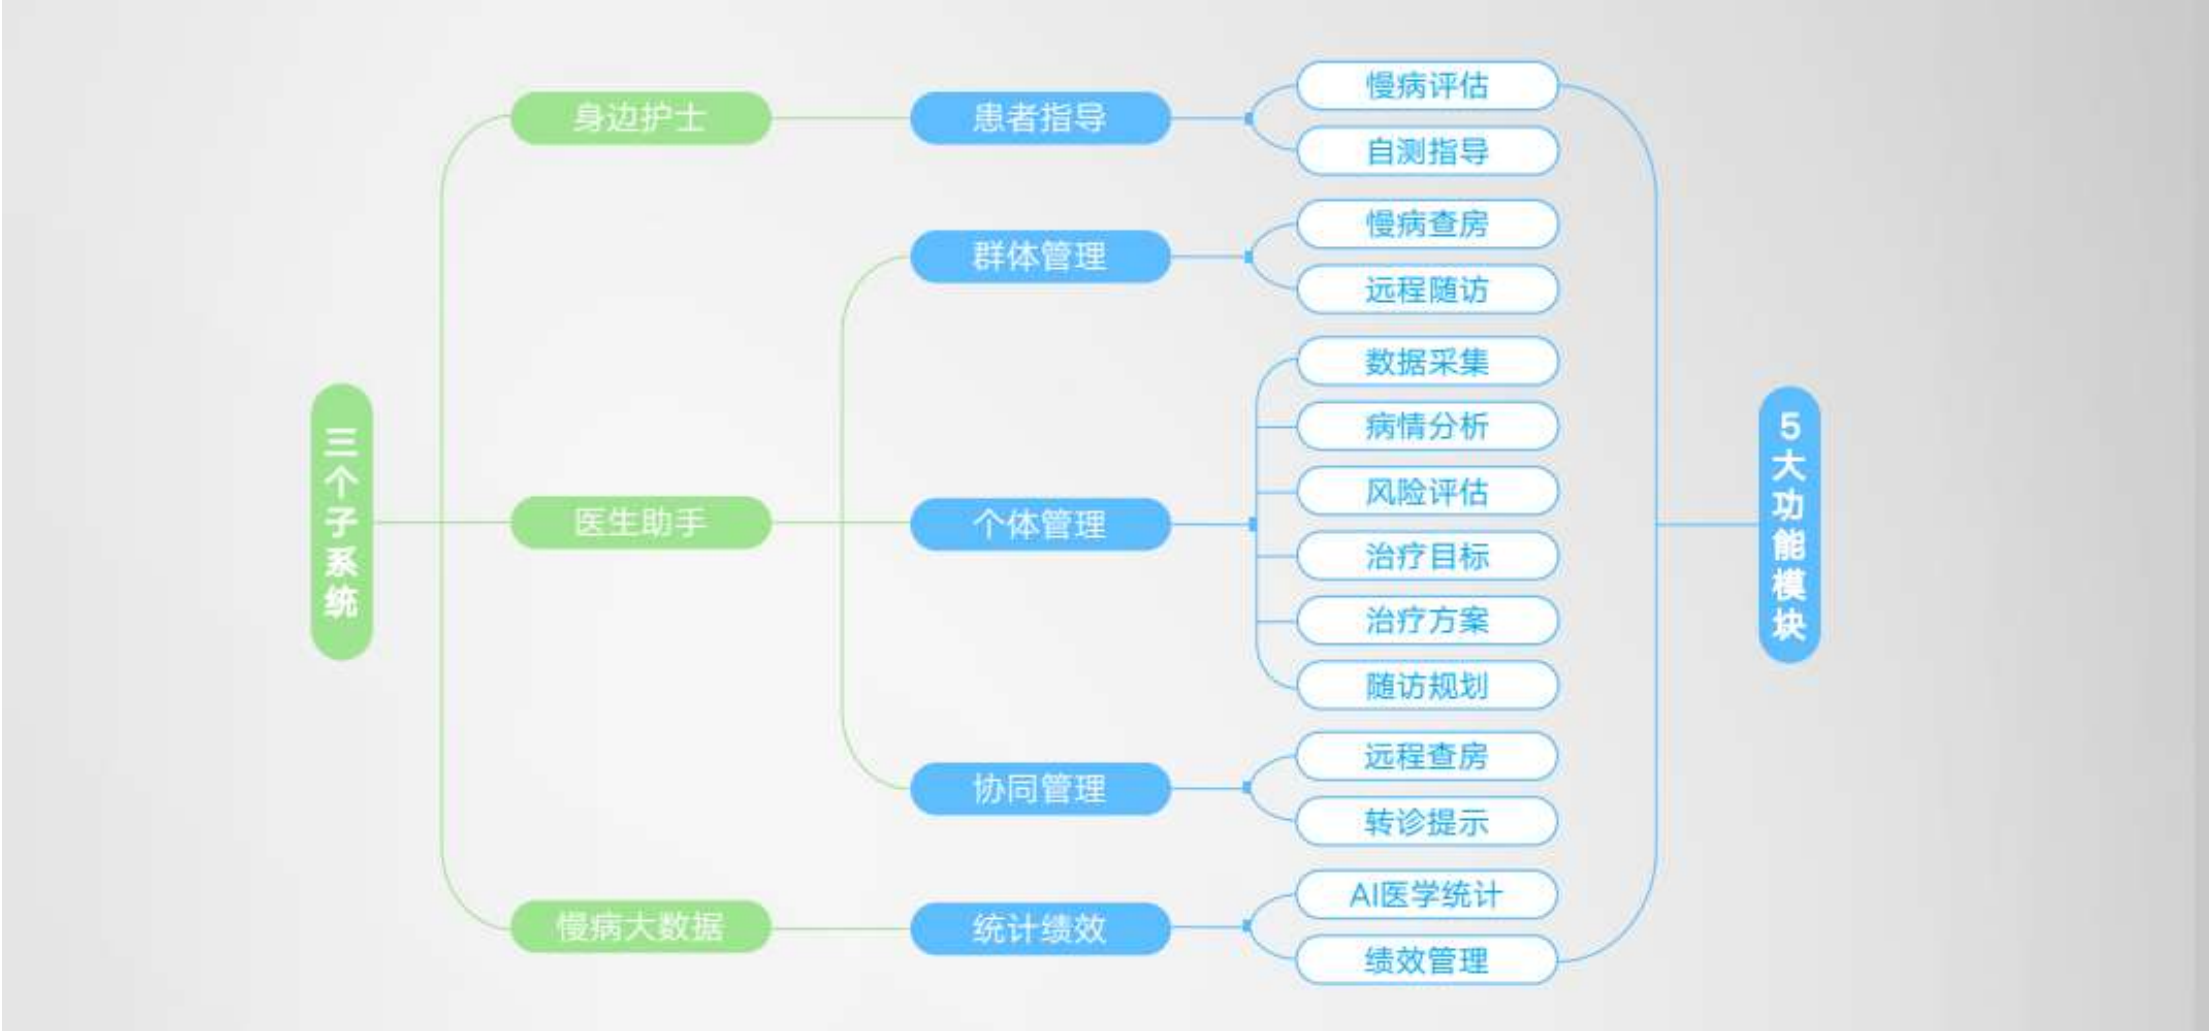 三个子系统
身边护士
患者指导
慢病评估
自测指导
医生助手
群体管理
慢病查房
远程随访
个体管理
数据采集
病情分析
风险评估
治疗目标
治疗方案
随访规划
协同管理
远程查房
转诊提示
慢病大数据
统计绩效
AI医学统计
绩效管理
5大功能模块